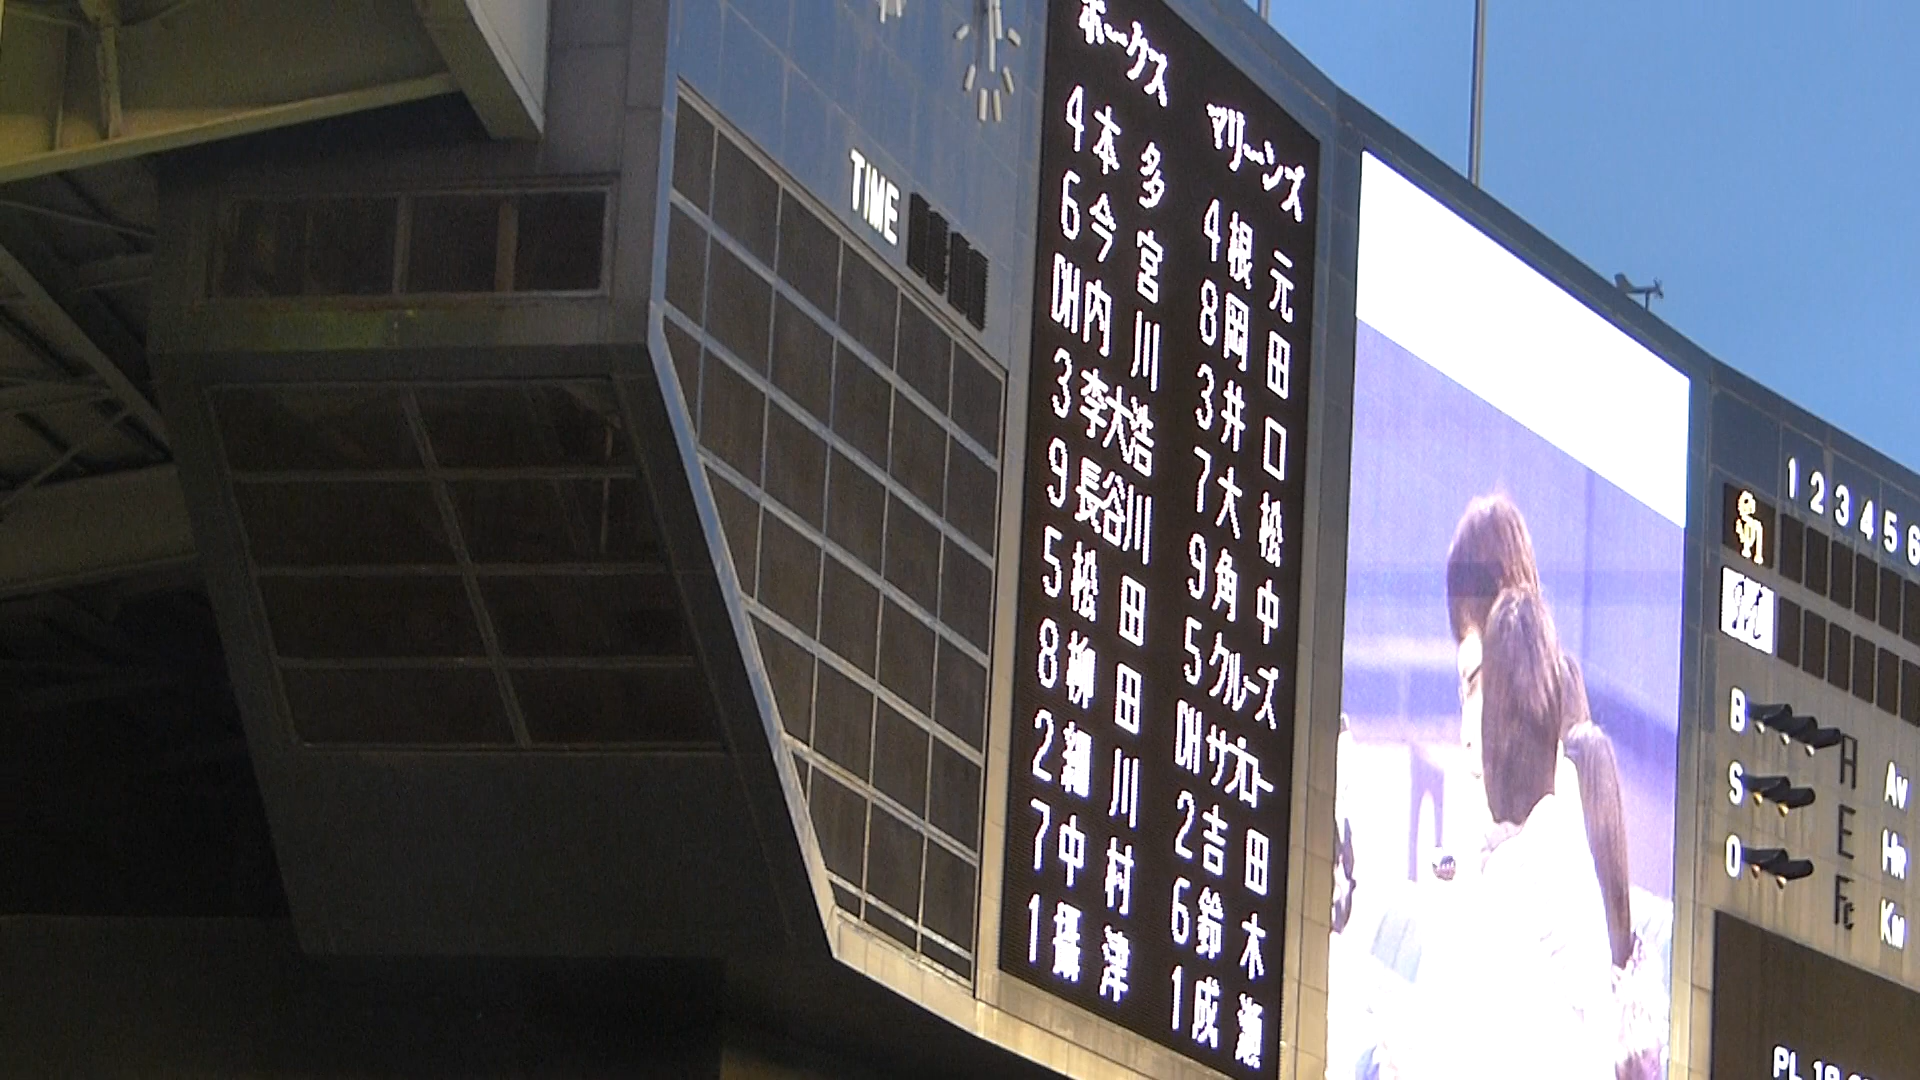 TIME
ホークス
4 本多
6 今宮
DH 内川
3 李大浩
9 長谷川
5 松田
8 柳田
2 細川
7 中村
1 攝津
マリーンズ
4 根元
8 岡田
3 井口
7 大松
9 角中
5 クルーズ
DH サブロー
2 吉田
6 鈴木
1 成瀬
1 2 3 4 5 6
B
S
O
H
E
Fc
Av
HR